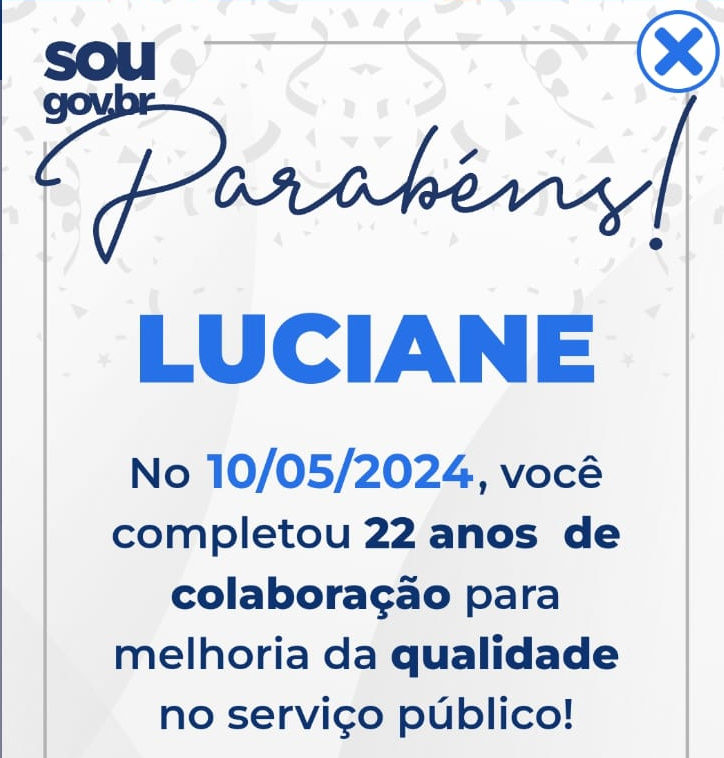 sou
gov.br
Parabéns!
LUCIANE
No 10/05/2024, você
completou 22 anos de
colaboração para
melhoria da qualidade
no serviço público!